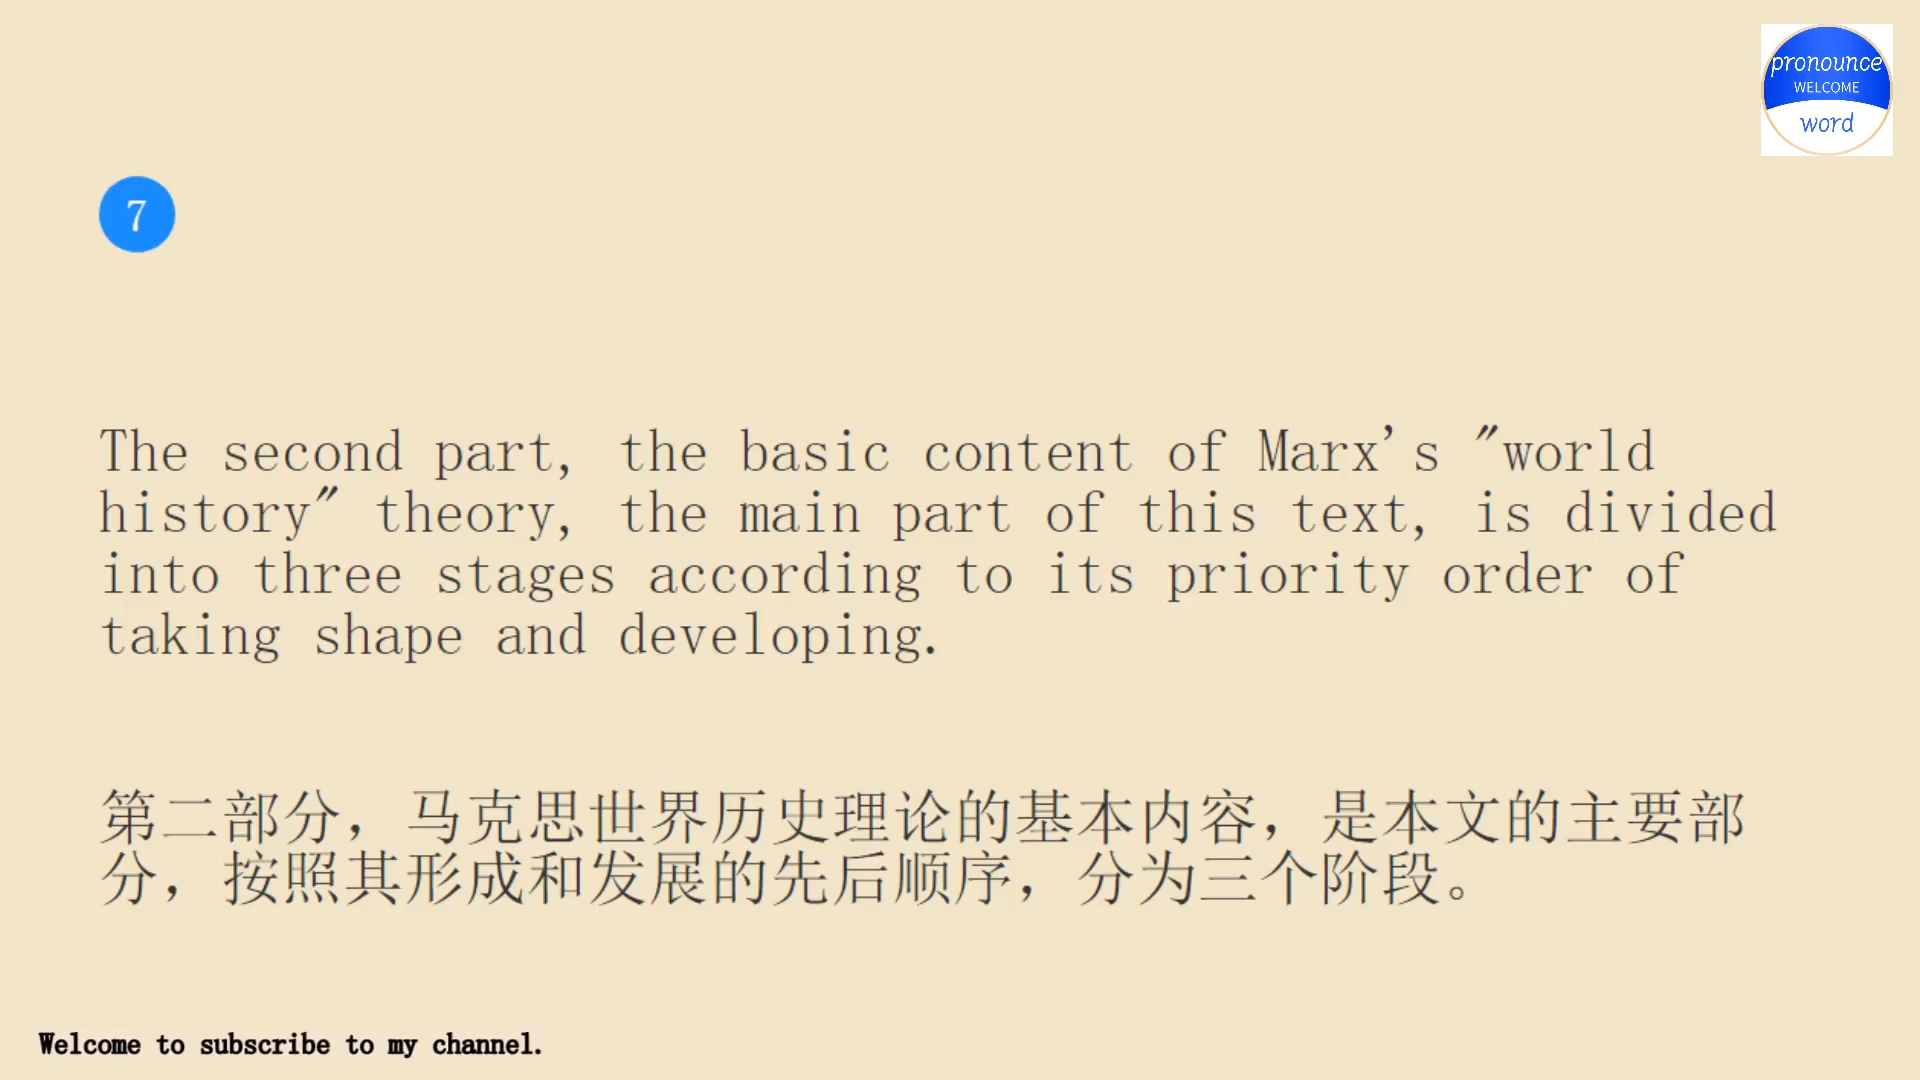 pronounce
WELCOME
word
7
The second part, the basic content of Marx's "world
history" theory, the main part of this text, is divided
into three stages according to its priority order of
taking shape and developing.
第二部分，马克思世界历史理论的基本内容，是本文的主要部
分，按照其形成和发展的先后顺序，分为三个阶段。
Welcome to subscribe to my channel.